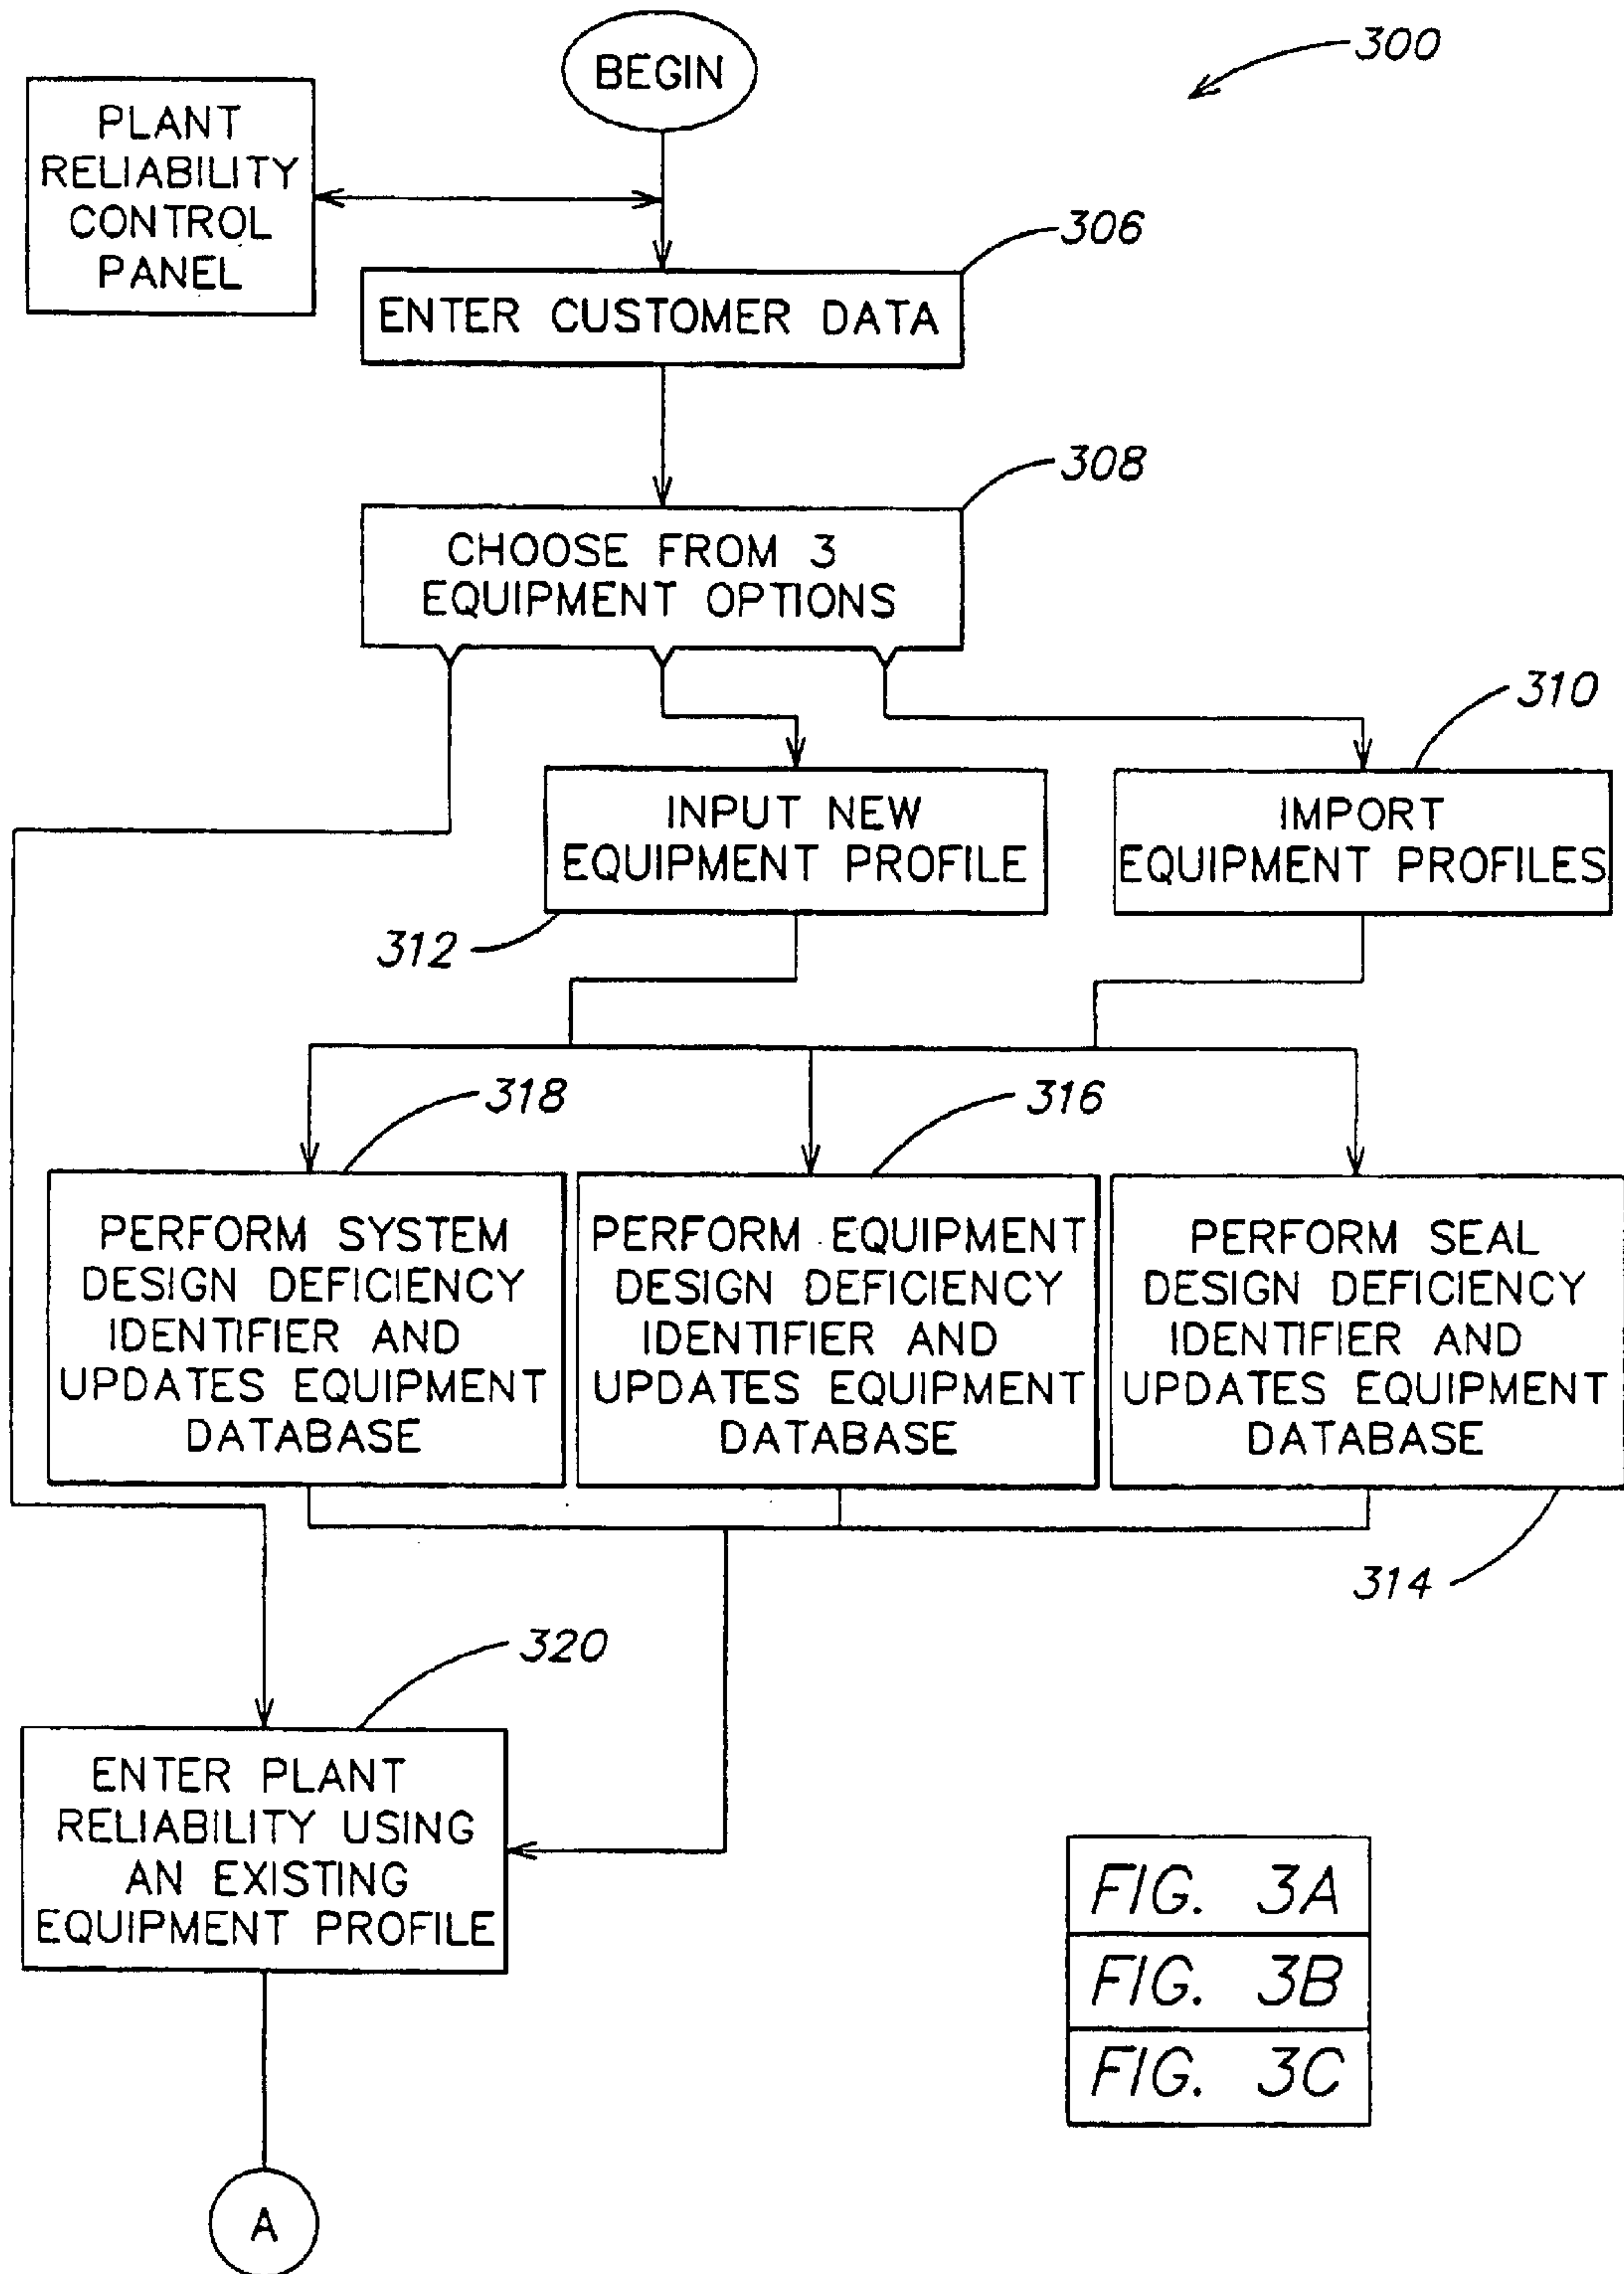 BEGIN
300
PLANT
RELIABILITY
CONTROL
PANEL
306
ENTER CUSTOMER DATA
308
CHOOSE FROM 3
EQUIPMENT OPTIONS
310
INPUT NEW
EQUIPMENT PROFILE
312
IMPORT
EQUIPMENT PROFILES
318
316
PERFORM SYSTEM
DESIGN DEFICIENCY
IDENTIFIER AND
UPDATES EQUIPMENT
DATABASE
PERFORM EQUIPMENT
DESIGN DEFICIENCY
IDENTIFIER AND
UPDATES EQUIPMENT
DATABASE
PERFORM SEAL
DESIGN DEFICIENCY
IDENTIFIER AND
UPDATES EQUIPMENT
DATABASE
314
320
ENTER PLANT
RELIABILITY USING
AN EXISTING
EQUIPMENT PROFILE
FIG. 3A
FIG. 3B
FIG. 3C
A